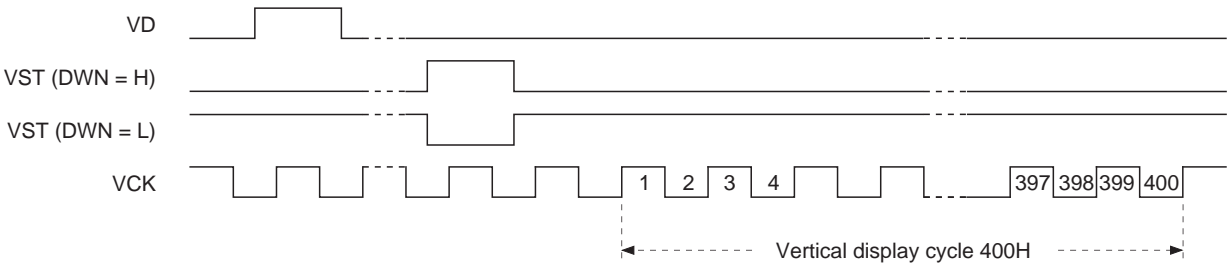 VD
VST (DWN = H)
VST (DWN = L)
VCK
1 2 3 4 397 398 399 400
Vertical display cycle 400H